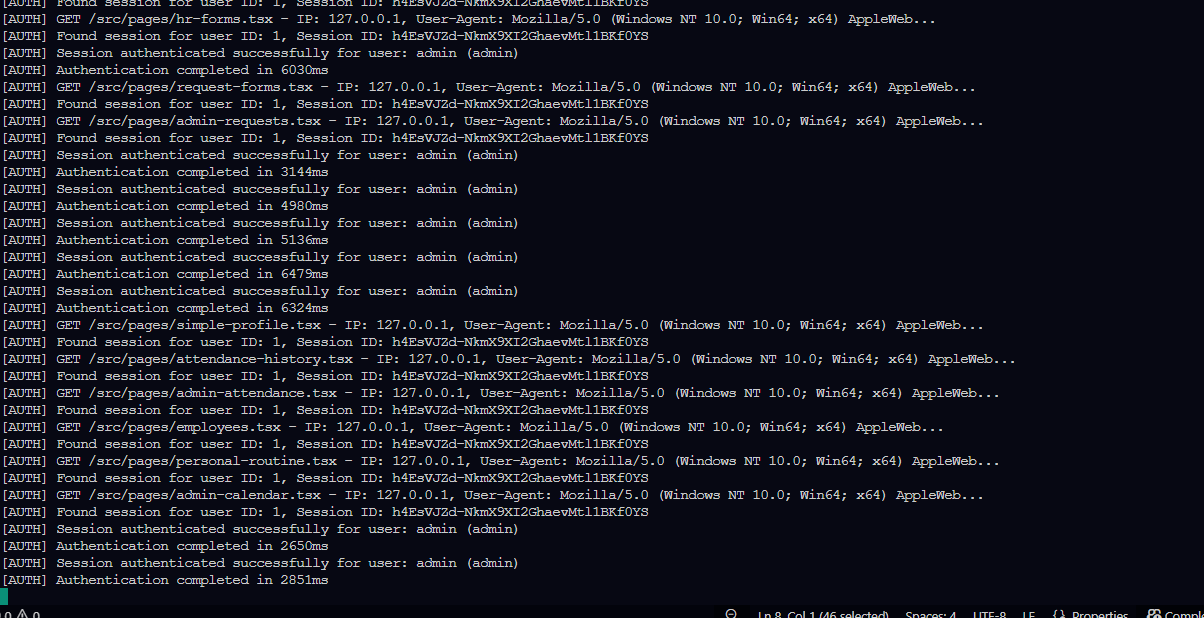 [AUTH] Found session for user ID: 1, Session ID: h4EsVJZd-NkmX9XI2GhaevMtl1BKf0YS
[AUTH] GET /src/pages/hr-forms.tsx - IP: 127.0.0.1, User-Agent: Mozilla/5.0 (Windows NT 10.0; Win64; x64) AppleWeb...
[AUTH] Found session for user ID: 1, Session ID: h4EsVJZd-NkmX9XI2GhaevMtl1BKf0YS
[AUTH] Session authenticated successfully for user: admin (admin)
[AUTH] Authentication completed in 6030ms
[AUTH] GET /src/pages/request-forms.tsx - IP: 127.0.0.1, User-Agent: Mozilla/5.0 (Windows NT 10.0; Win64; x64) AppleWeb...
[AUTH] Found session for user ID: 1, Session ID: h4EsVJZd-NkmX9XI2GhaevMtl1BKf0YS
[AUTH] GET /src/pages/admin-requests.tsx - IP: 127.0.0.1, User-Agent: Mozilla/5.0 (Windows NT 10.0; Win64; x64) AppleWeb...
[AUTH] Found session for user ID: 1, Session ID: h4EsVJZd-NkmX9XI2GhaevMtl1BKf0YS
[AUTH] Session authenticated successfully for user: admin (admin)
[AUTH] Authentication completed in 3144ms
[AUTH] Session authenticated successfully for user: admin (admin)
[AUTH] Authentication completed in 4980ms
[AUTH] Session authenticated successfully for user: admin (admin)
[AUTH] Authentication completed in 5136ms
[AUTH] Session authenticated successfully for user: admin (admin)
[AUTH] Authentication completed in 6479ms
[AUTH] Session authenticated successfully for user: admin (admin)
[AUTH] Authentication completed in 6324ms
[AUTH] GET /src/pages/simple-profile.tsx - IP: 127.0.0.1, User-Agent: Mozilla/5.0 (Windows NT 10.0; Win64; x64) AppleWeb...
[AUTH] Found session for user ID: 1, Session ID: h4EsVJZd-NkmX9XI2GhaevMtl1BKf0YS
[AUTH] GET /src/pages/attendance-history.tsx - IP: 127.0.0.1, User-Agent: Mozilla/5.0 (Windows NT 10.0; Win64; x64) AppleWeb...
[AUTH] Found session for user ID: 1, Session ID: h4EsVJZd-NkmX9XI2GhaevMtl1BKf0YS
[AUTH] GET /src/pages/admin-attendance.tsx - IP: 127.0.0.1, User-Agent: Mozilla/5.0 (Windows NT 10.0; Win64; x64) AppleWeb...
[AUTH] Found session for user ID: 1, Session ID: h4EsVJZd-NkmX9XI2GhaevMtl1BKf0YS
[AUTH] GET /src/pages/employees.tsx - IP: 127.0.0.1, User-Agent: Mozilla/5.0 (Windows NT 10.0; Win64; x64) AppleWeb...
[AUTH] Found session for user ID: 1, Session ID: h4EsVJZd-NkmX9XI2GhaevMtl1BKf0YS
[AUTH] GET /src/pages/personal-routine.tsx - IP: 127.0.0.1, User-Agent: Mozilla/5.0 (Windows NT 10.0; Win64; x64) AppleWeb...
[AUTH] Found session for user ID: 1, Session ID: h4EsVJZd-NkmX9XI2GhaevMtl1BKf0YS
[AUTH] GET /src/pages/admin-calendar.tsx - IP: 127.0.0.1, User-Agent: Mozilla/5.0 (Windows NT 10.0; Win64; x64) AppleWeb...
[AUTH] Found session for user ID: 1, Session ID: h4EsVJZd-NkmX9XI2GhaevMtl1BKf0YS
[AUTH] Session authenticated successfully for user: admin (admin)
[AUTH] Authentication completed in 2650ms
[AUTH] Session authenticated successfully for user: admin (admin)
[AUTH] Authentication completed in 2851ms
0 0 Ln 8, Col 1 (46 selected) Spaces: 4 UTF-8 LF {} Properties